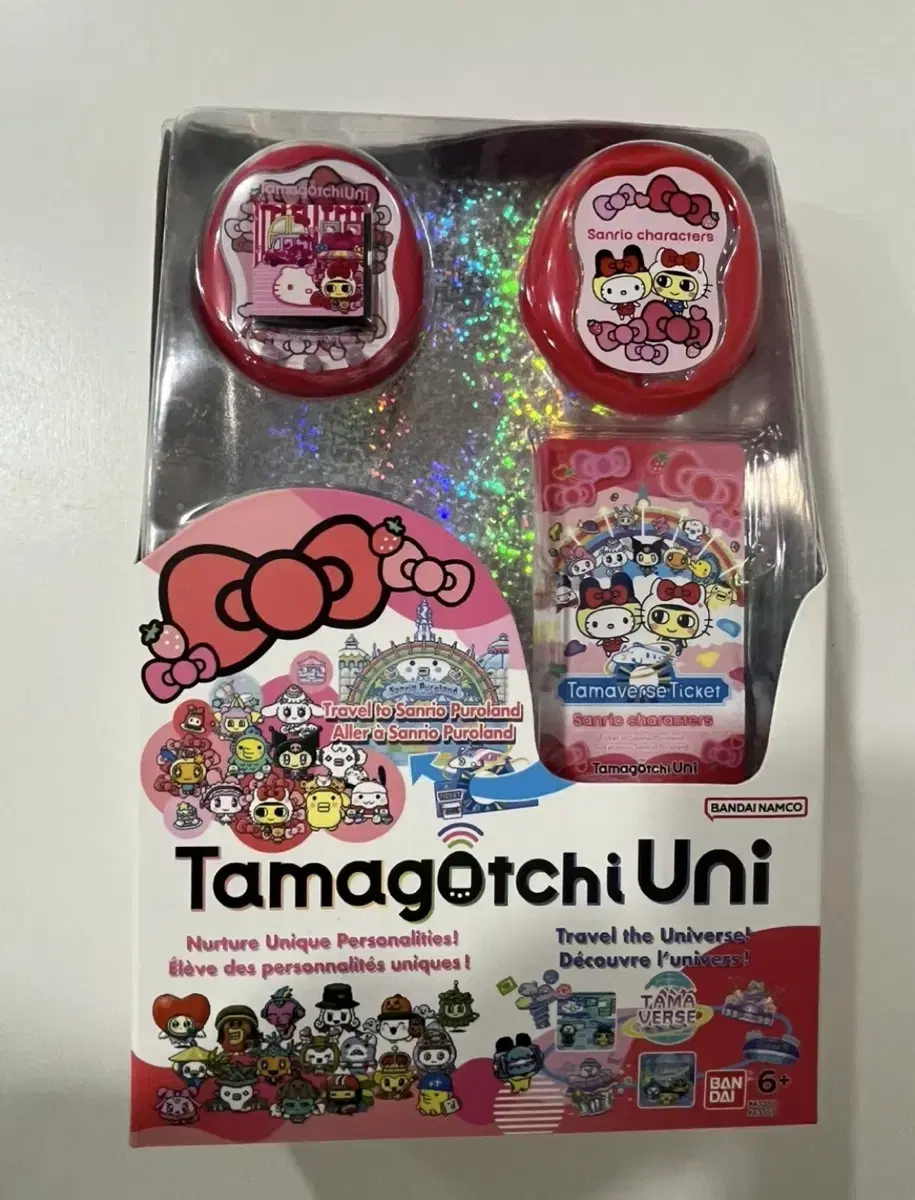 TamagotchiUni
Sanrio characters
Sanrio Puroland
Travel to Sanrio Puroland
Aller à Sanrio Puroland
TICKET
Tamaverse Ticket
Sanrio characters
Tamagotchi Uni
BANDAI NAMCO
Tamagotchi Uni
Nurture Unique Personalities!
Élève des personnalités uniques !
Travel the Universe!
Découvre l'univers !
TAMA
VERSE
BAN
DAI
6+